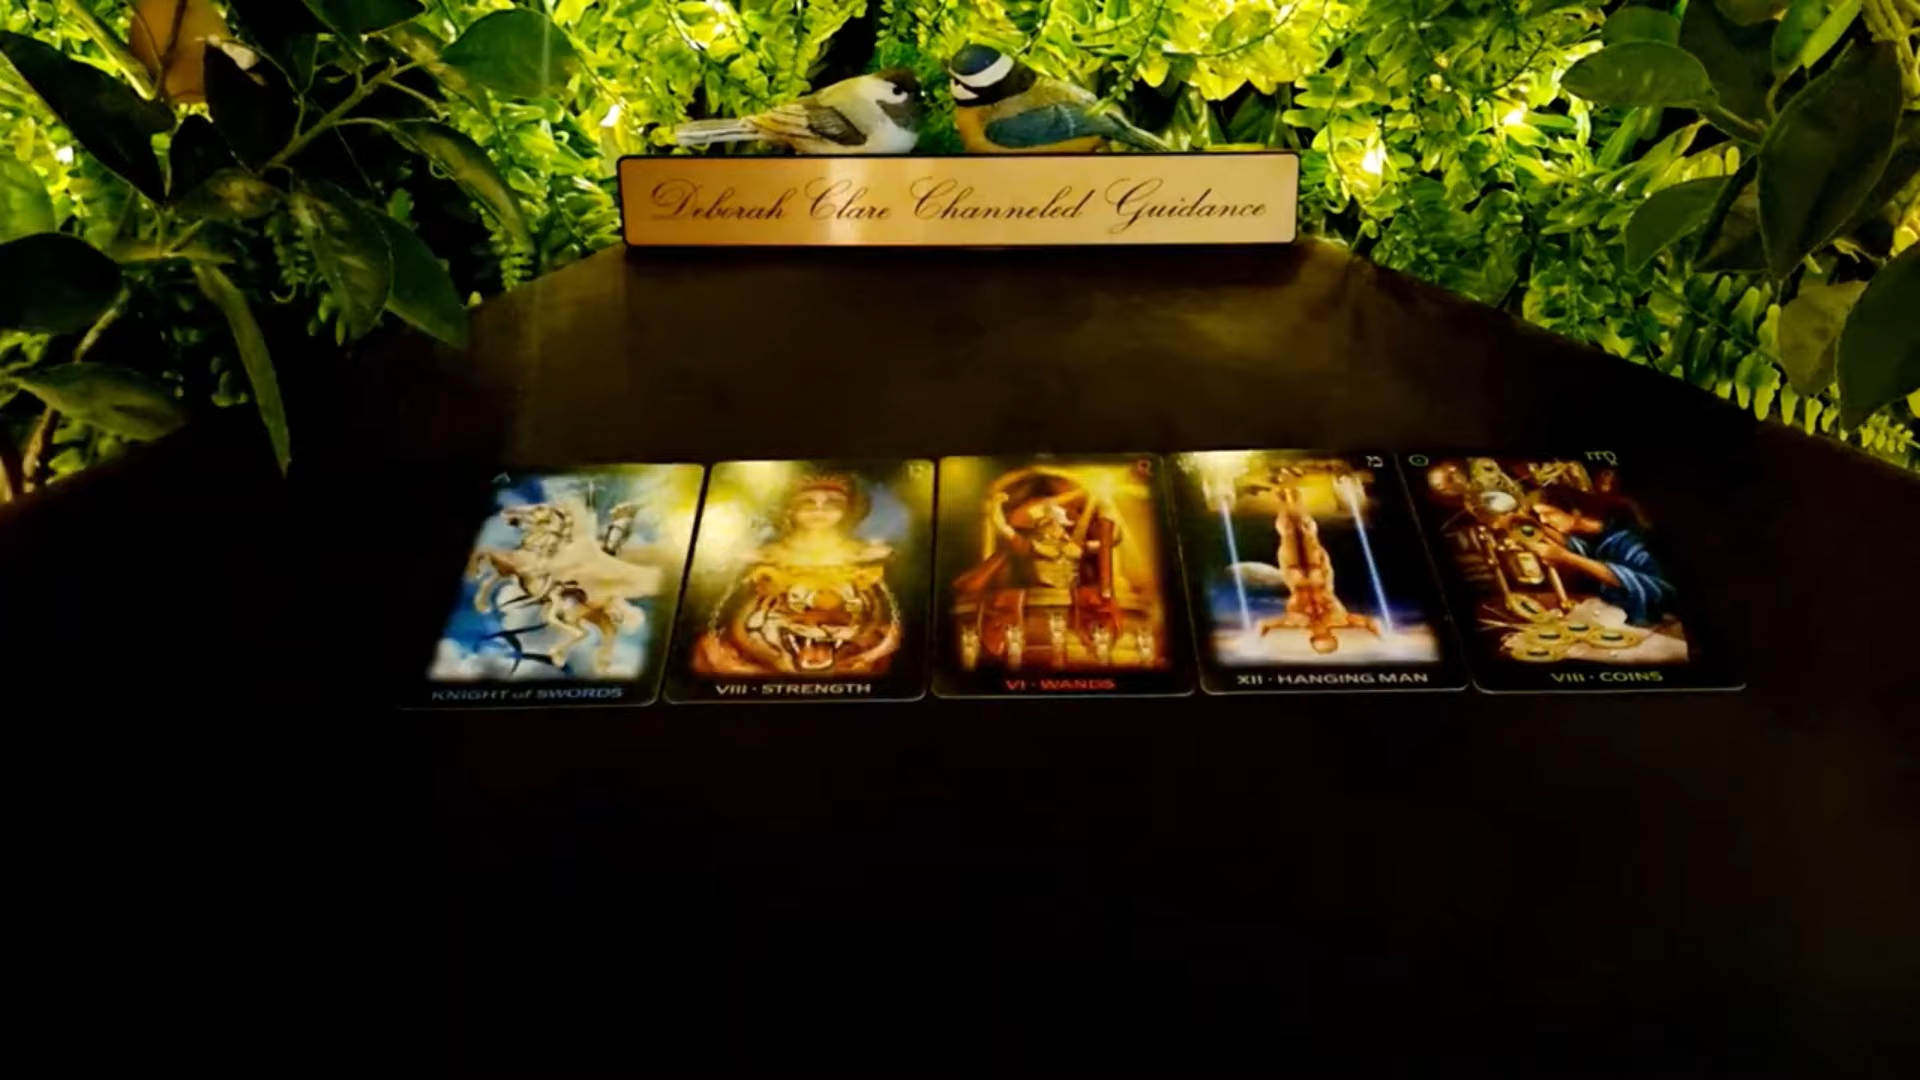 Deborah Clare Channeled Guidance
KNIGHT of SWORDS
VIII · STRENGTH
VI · WANDS
XII · HANGING MAN
VIII · COINS